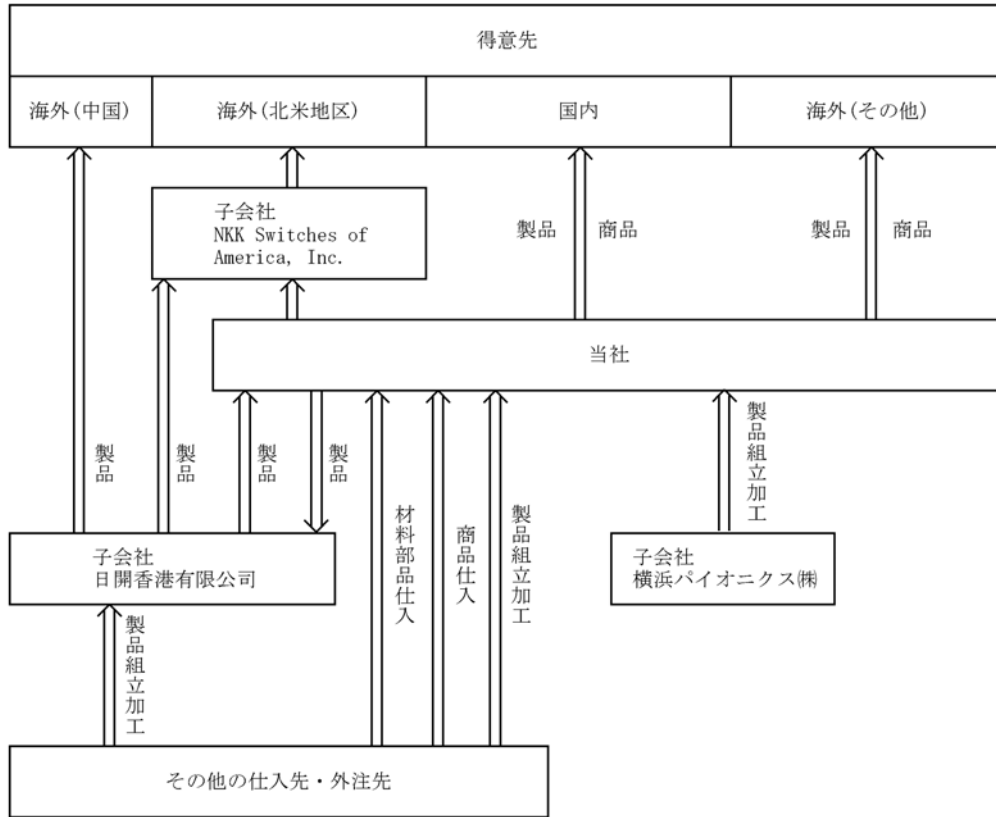 得意先
海外(中国)
海外(北米地区)
国内
海外(その他)
子会社
NKK Switches of
America, Inc.
製品
商品
製品
商品
当社
製品
製品
製品
製品
材料部品仕入
商品仕入
製品組立加工
製品組立加工
子会社
日開香港有限公司
子会社
横浜パイオニクス㈱
製品組立加工
その他の仕入先・外注先